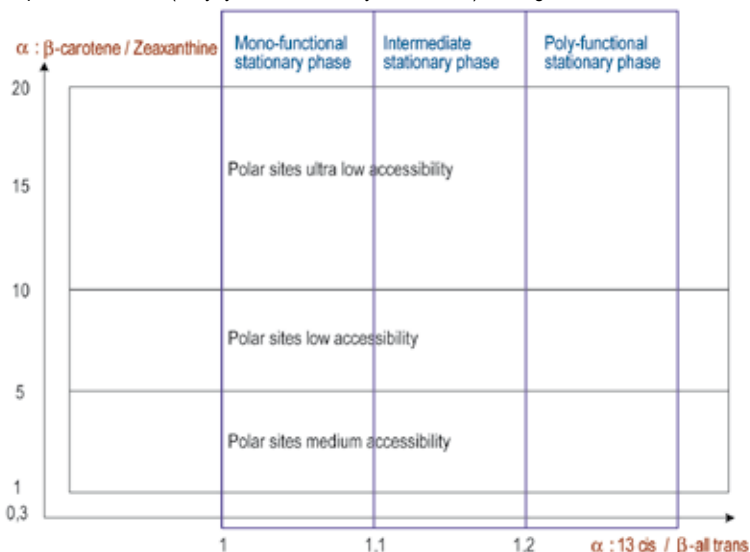 α : β-carotene / Zeaxanthine
Mono-functional
stationary phase
Intermediate
stationary phase
Poly-functional
stationary phase
20
Polar sites ultra low accessibility
15
10
Polar sites low accessibility
5
Polar sites medium accessibility
1
0,3
1
1.1
1.2
α : 13 cis / β-all trans